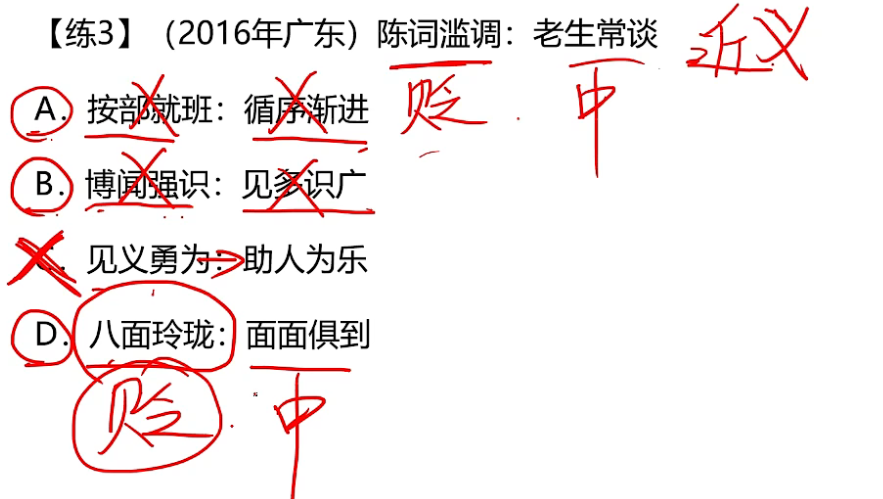 【练3】（2016年广东）陈词滥调：老生常谈 近义
A. 按部就班：循序渐进 贬 中
B. 博闻强识：见多识广
C. 见义勇为：助人为乐
D. 八面玲珑：面面俱到
贬 中